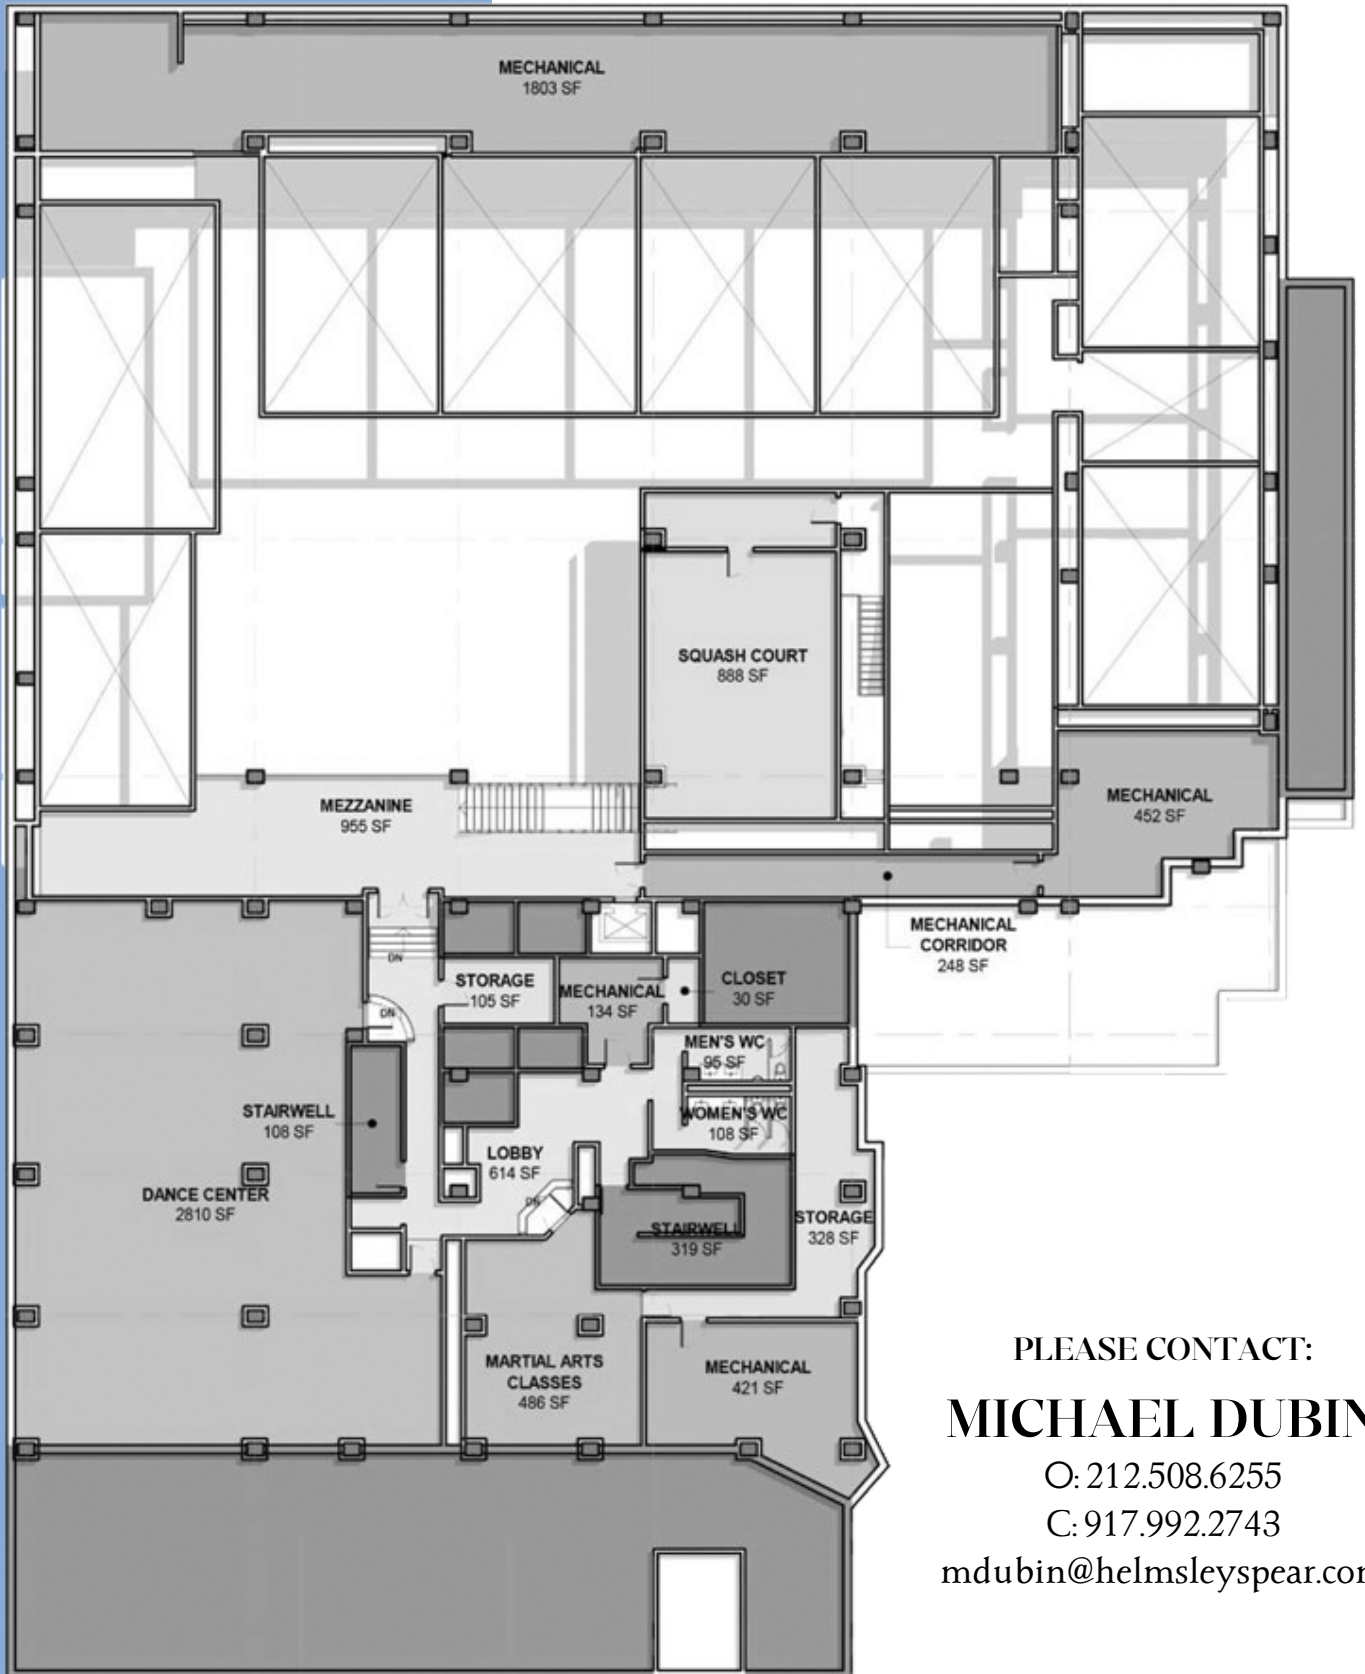 MECHANICAL
1803 SF
SQUASH COURT
888 SF
MEZZANINE
955 SF
MECHANICAL
452 SF
MECHANICAL
CORRIDOR
248 SF
DN
STORAGE
105 SF
MECHANICAL
134 SF
CLOSET
30 SF
DN
MEN'S WC
95 SF
STAIRWELL
108 SF
WOMEN'S WC
108 SF
LOBBY
614 SF
DANCE CENTER
2810 SF
DN
STAIRWELL
319 SF
STORAGE
328 SF
MARTIAL ARTS
CLASSES
486 SF
MECHANICAL
421 SF
PLEASE CONTACT:
MICHAEL DUBIN
O: 212.508.6255
C: 917.992.2743
mdubin@helmsleyspear.com